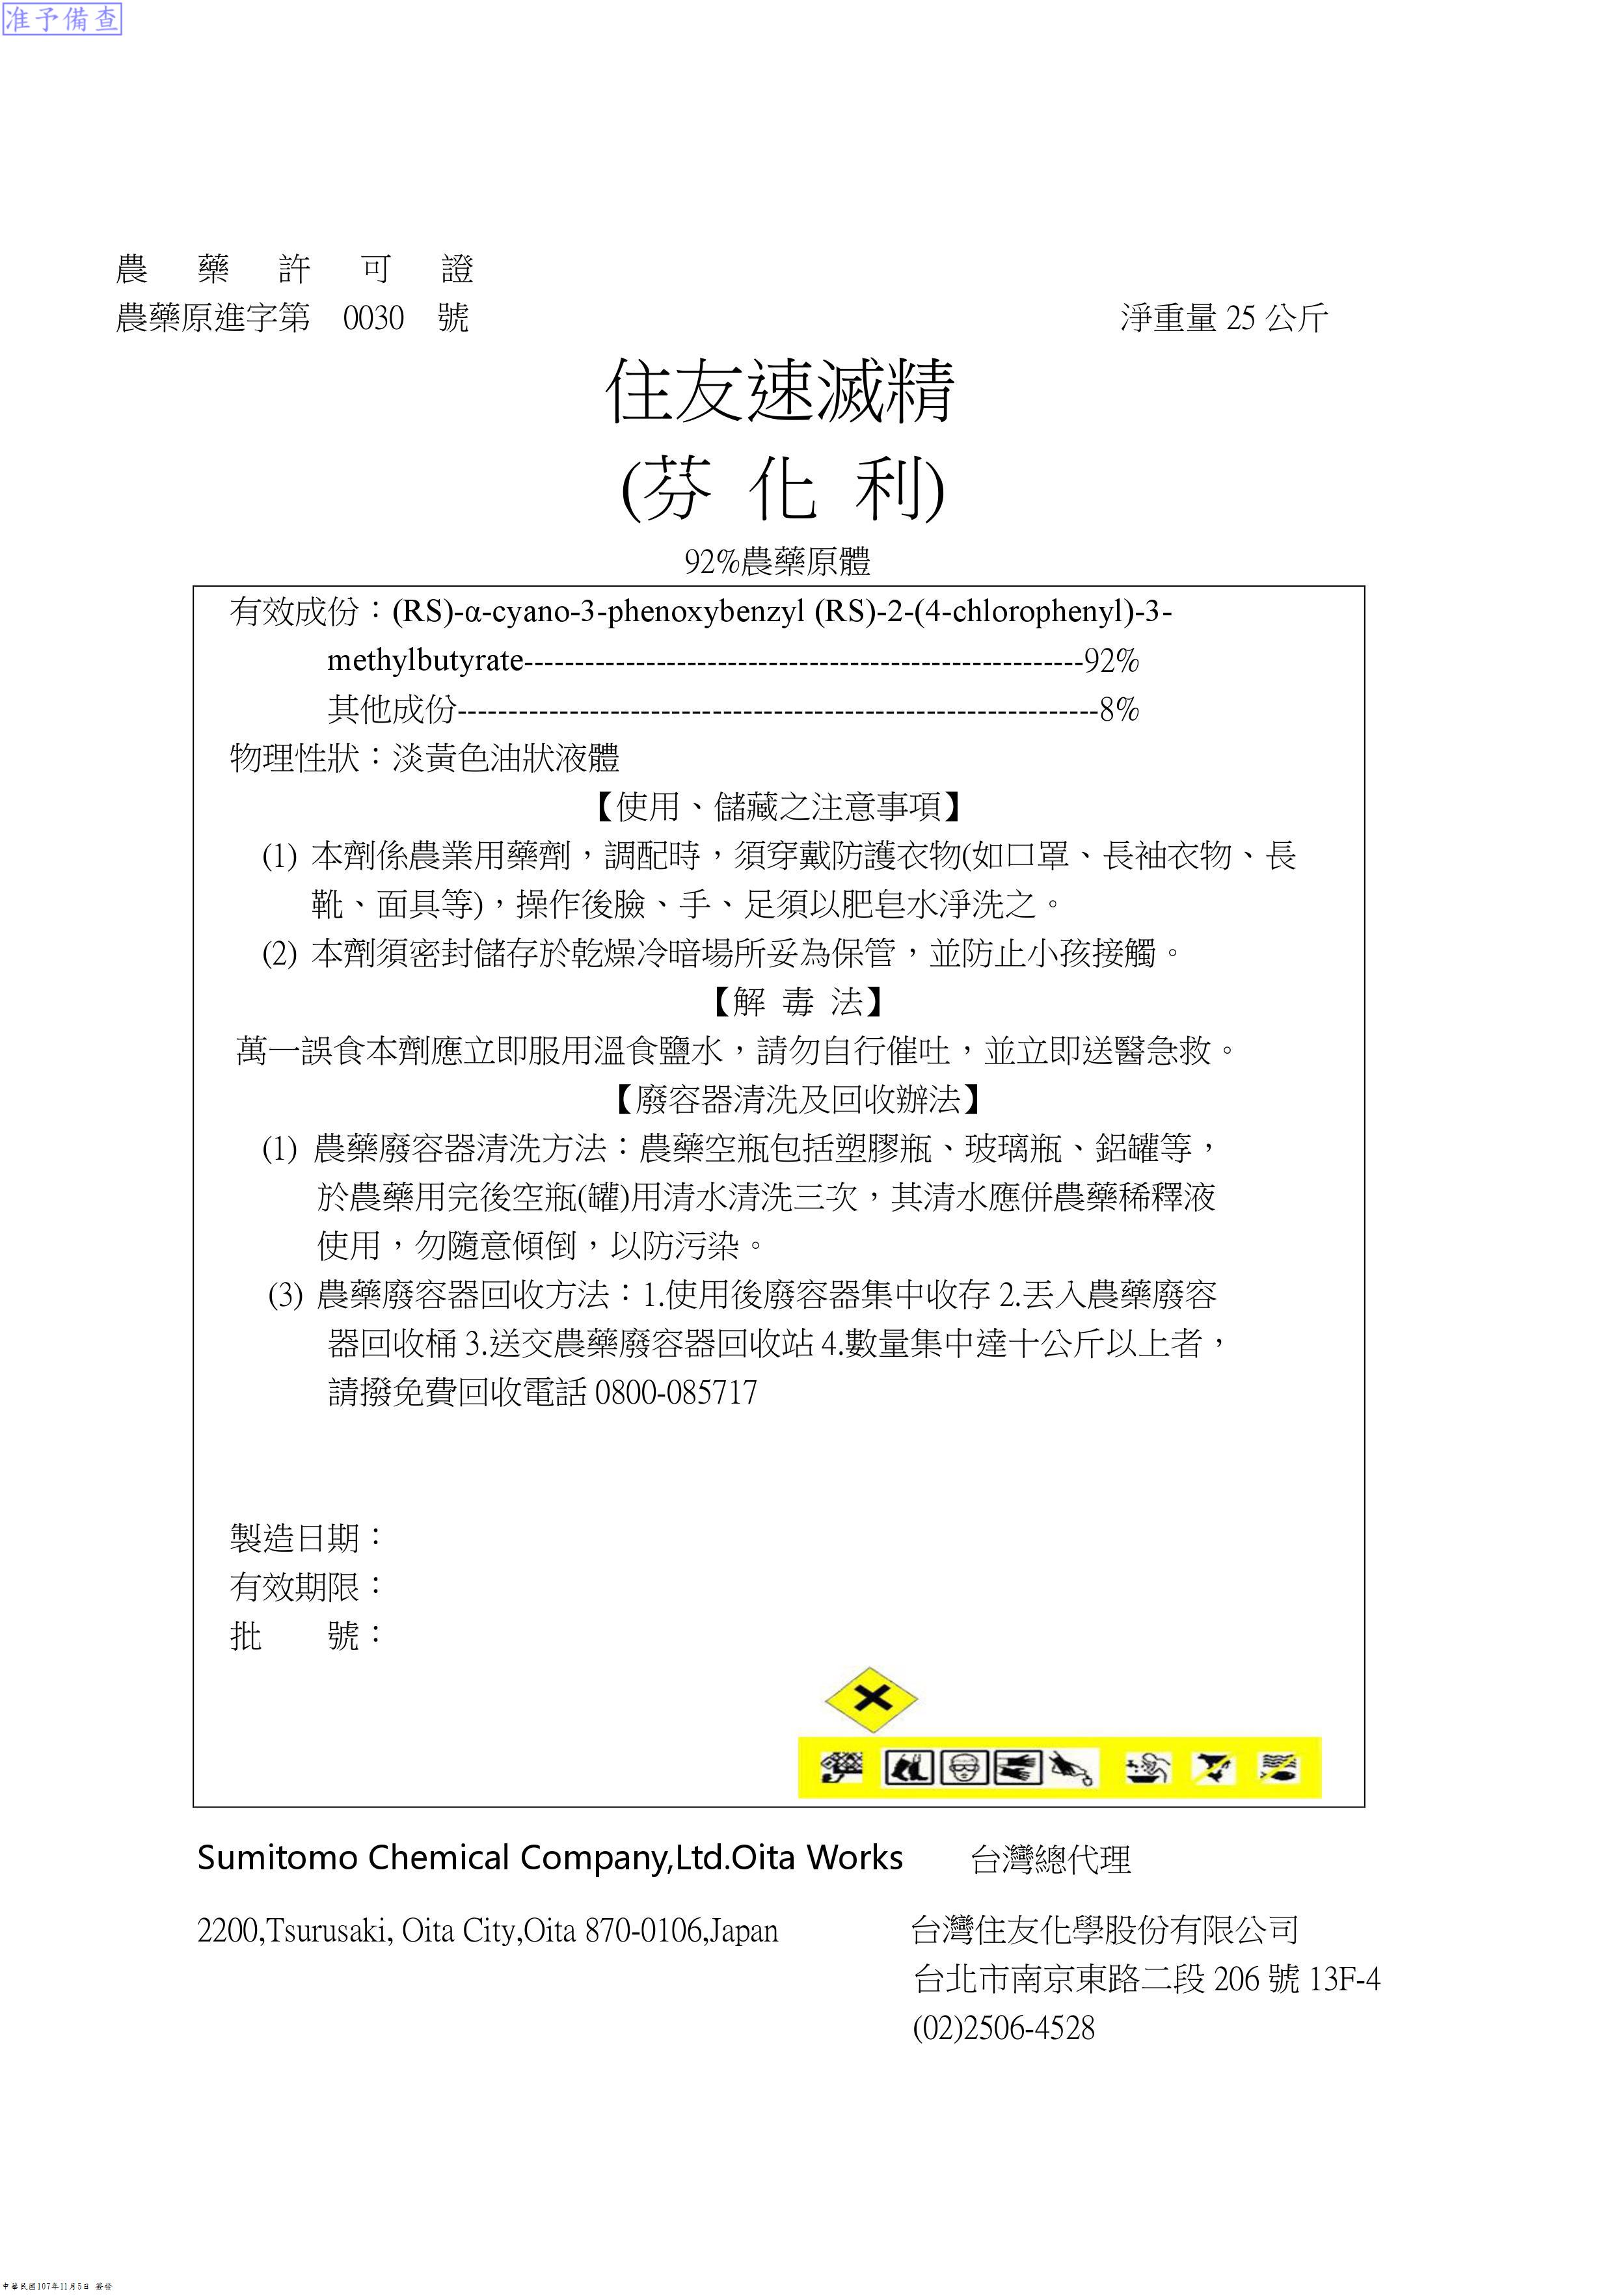 准予備查
農 藥 許 可 證
農藥原進字第 0030 號
淨重量 25 公斤
住友速滅精
(芬 化 利)
92%農藥原體
有效成份：(RS)-α-cyano-3-phenoxybenzyl (RS)-2-(4-chlorophenyl)-3-
methylbutyrate-------------------------------------------------------92%
其他成份---------------------------------------------------------------8%
物理性狀：淡黃色油狀液體
【使用、儲藏之注意事項】
(1) 本劑係農業用藥劑，調配時，須穿戴防護衣物(如口罩、長袖衣物、長
靴、面具等)，操作後臉、手、足須以肥皂水淨洗之。
(2) 本劑須密封儲存於乾燥冷暗場所妥為保管，並防止小孩接觸。
【解 毒 法】
萬一誤食本劑應立即服用溫食鹽水，請勿自行催吐，並立即送醫急救。
【廢容器清洗及回收辦法】
(1) 農藥廢容器清洗方法：農藥空瓶包括塑膠瓶、玻璃瓶、鋁罐等，
於農藥用完後空瓶(罐)用清水清洗三次，其清水應併農藥稀釋液
使用，勿隨意傾倒，以防污染。
(3) 農藥廢容器回收方法：1.使用後廢容器集中收存 2.丟入農藥廢容
器回收桶 3.送交農藥廢容器回收站 4.數量集中達十公斤以上者，
請撥免費回收電話 0800-085717
製造日期：
有效期限：
批 號：
Sumitomo Chemical Company,Ltd.Oita Works
台灣總代理
2200,Tsurusaki, Oita City,Oita 870-0106,Japan
台灣住友化學股份有限公司
台北市南京東路二段 206 號 13F-4
(02)2506-4528
中華民國107年11月5日 簽發